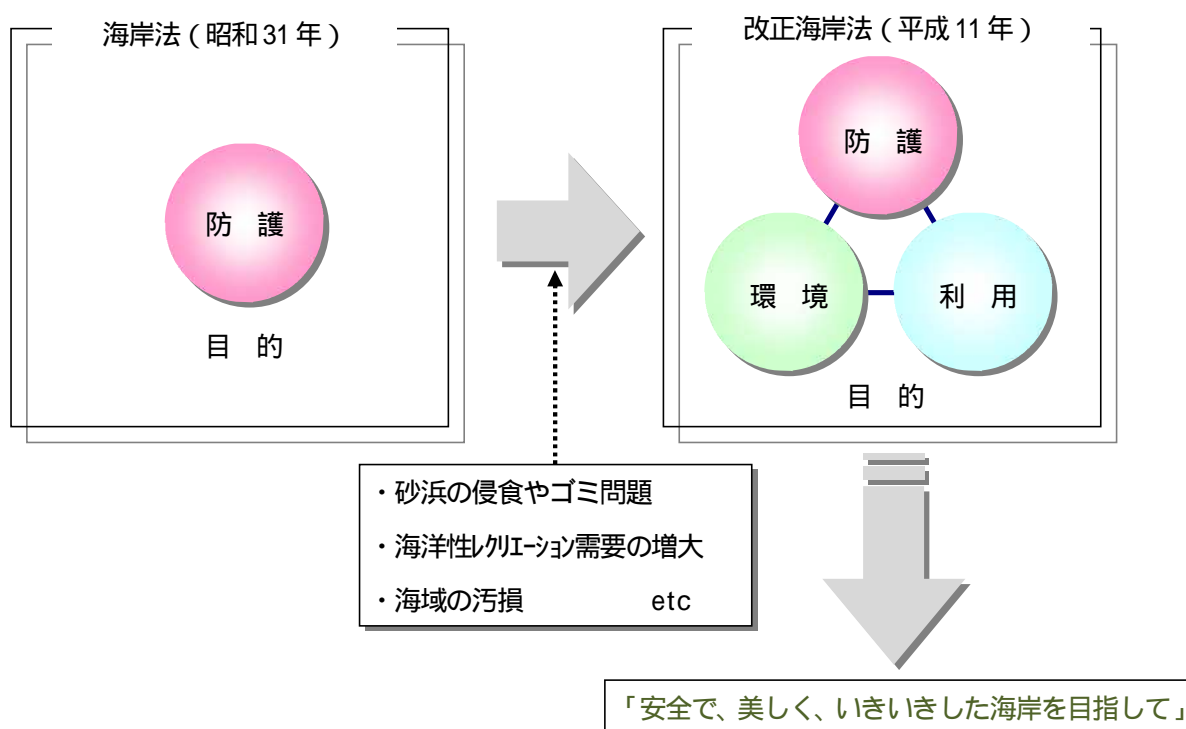 海岸法（昭和31年）
防　護
目　的
改正海岸法（平成11年）
防　護
環　境
利　用
目　的
・砂浜の侵食やゴミ問題
・海洋性ﾚｸﾘｴｰｼｮﾝ需要の増大
・海域の汚損　　　　etc
「安全で、美しく、いきいきした海岸を目指して」